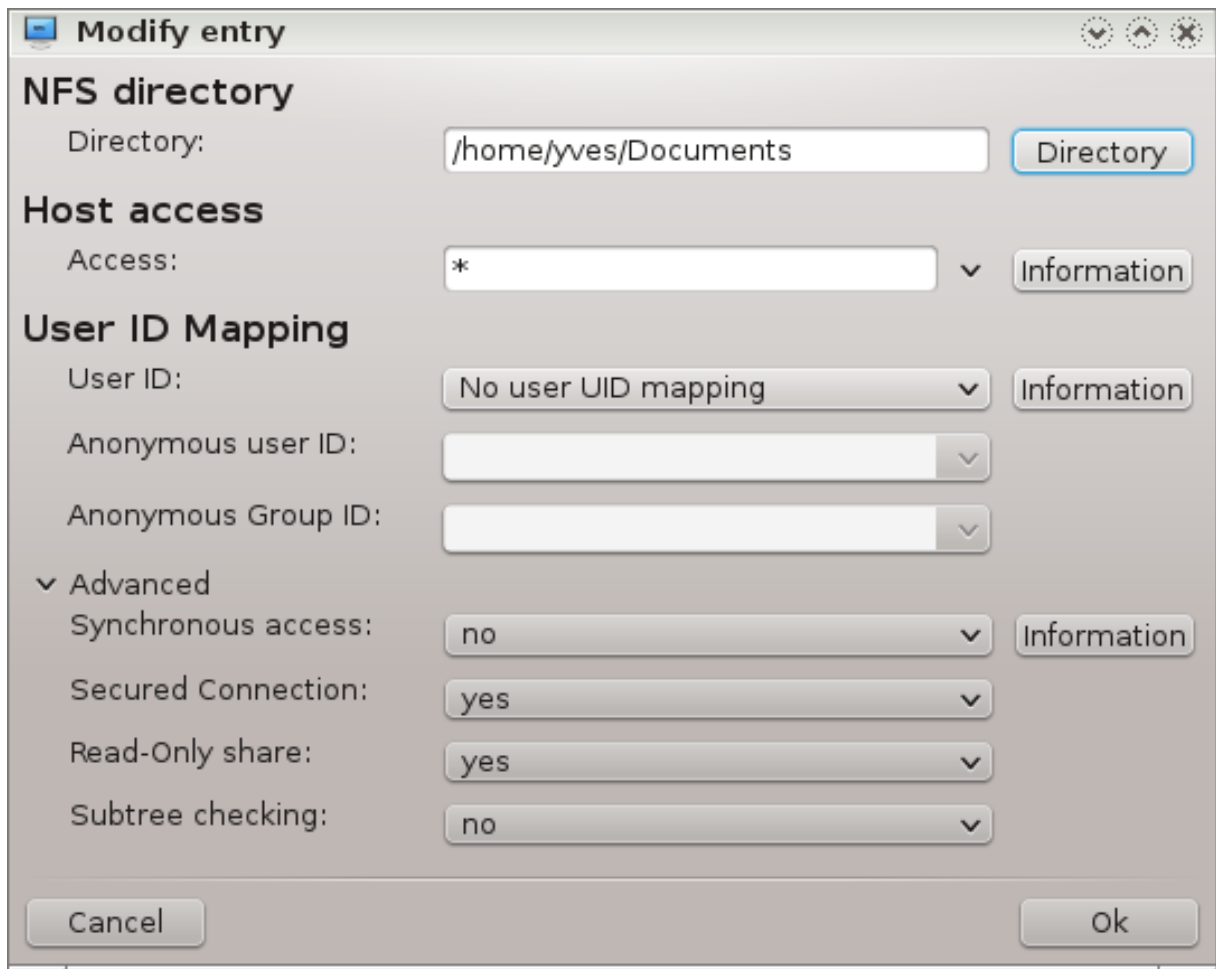 Modify entry
NFS directory
Directory: /home/yves/Documents Directory
Host access
Access: * Information
User ID Mapping
User ID: No user UID mapping Information
Anonymous user ID:
Anonymous Group ID:
Advanced
Synchronous access: no Information
Secured Connection: yes
Read-Only share: yes
Subtree checking: no
Cancel Ok